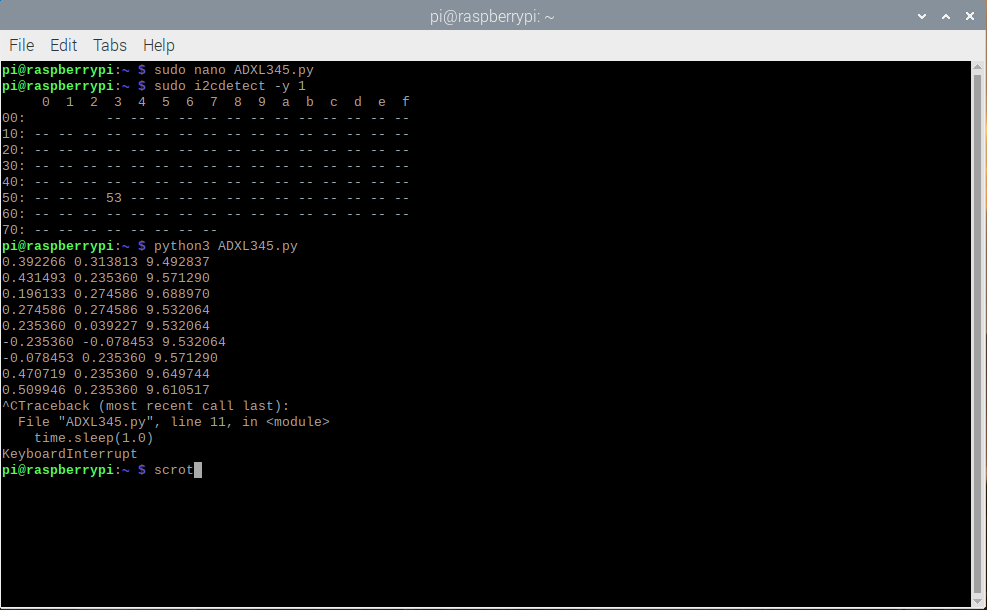 pi@raspberrypi: ~
File Edit Tabs Help
pi@raspberrypi:~ $ sudo nano ADXL345.py
pi@raspberrypi:~ $ sudo i2cdetect -y 1
     0  1  2  3  4  5  6  7  8  9  a  b  c  d  e  f
00:          -- -- -- -- -- -- -- -- -- -- -- -- --
10: -- -- -- -- -- -- -- -- -- -- -- -- -- -- -- --
20: -- -- -- -- -- -- -- -- -- -- -- -- -- -- -- --
30: -- -- -- -- -- -- -- -- -- -- -- -- -- -- -- --
40: -- -- -- -- -- -- -- -- -- -- -- -- -- -- -- --
50: -- -- -- 53 -- -- -- -- -- -- -- -- -- -- -- --
60: -- -- -- -- -- -- -- -- -- -- -- -- -- -- -- --
70: -- -- -- -- -- -- -- --
pi@raspberrypi:~ $ python3 ADXL345.py
0.392266 0.313813 9.492837
0.431493 0.235360 9.571290
0.196133 0.274586 9.688970
0.274586 0.274586 9.532064
0.235360 0.039227 9.532064
-0.235360 -0.078453 9.532064
-0.078453 0.235360 9.571290
0.470719 0.235360 9.649744
0.509946 0.235360 9.610517
^CTraceback (most recent call last):
  File "ADXL345.py", line 11, in <module>
    time.sleep(1.0)
KeyboardInterrupt
pi@raspberrypi:~ $ scrot